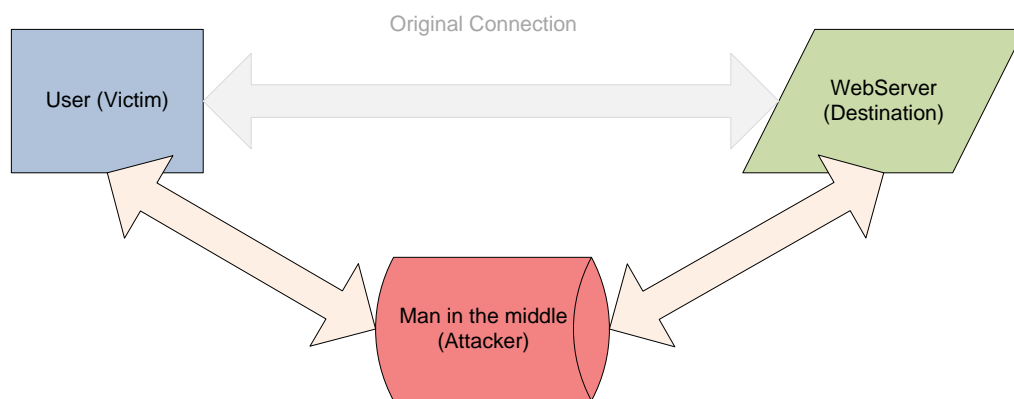 Original Connection
User (Victim)
WebServer
(Destination)
Man in the middle
(Attacker)